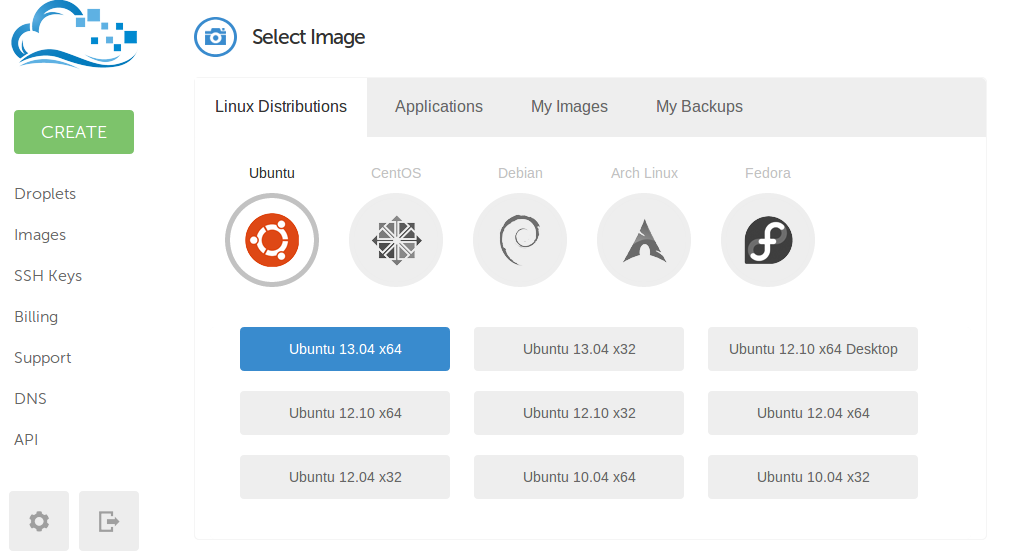 Select Image
Linux Distributions Applications My Images My Backups
CREATE
Droplets
Images
SSH Keys
Billing
Support
DNS
API
Ubuntu CentOS Debian Arch Linux Fedora
Ubuntu 13.04 x64 Ubuntu 13.04 x32 Ubuntu 12.10 x64 Desktop
Ubuntu 12.10 x64 Ubuntu 12.10 x32 Ubuntu 12.04 x64
Ubuntu 12.04 x32 Ubuntu 10.04 x64 Ubuntu 10.04 x32